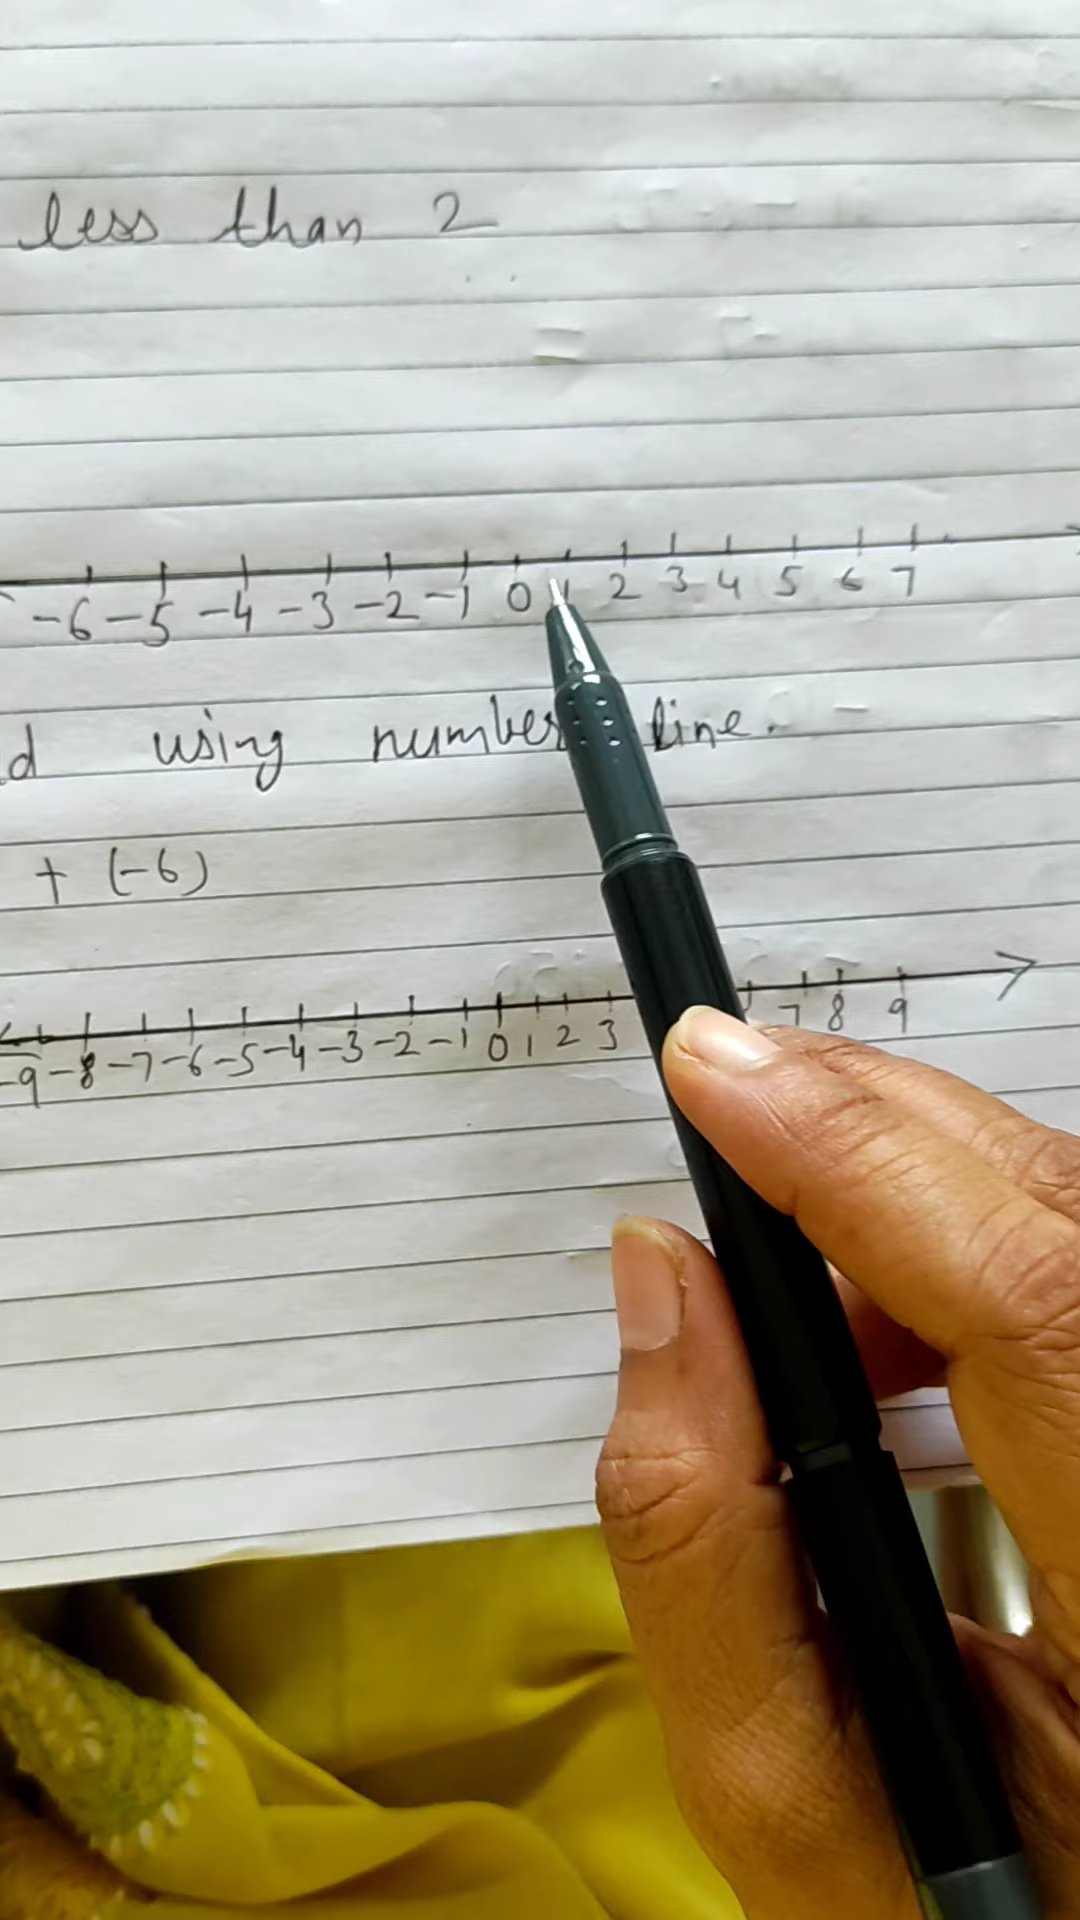 less than 2
-6 -5 -4 -3 -2 -1 0 1 2 3 4 5 6 7
d using number line.
+ (-6)
-9 -8 -7 -6 -5 -4 -3 -2 -1 0 1 2 3 7 8 9